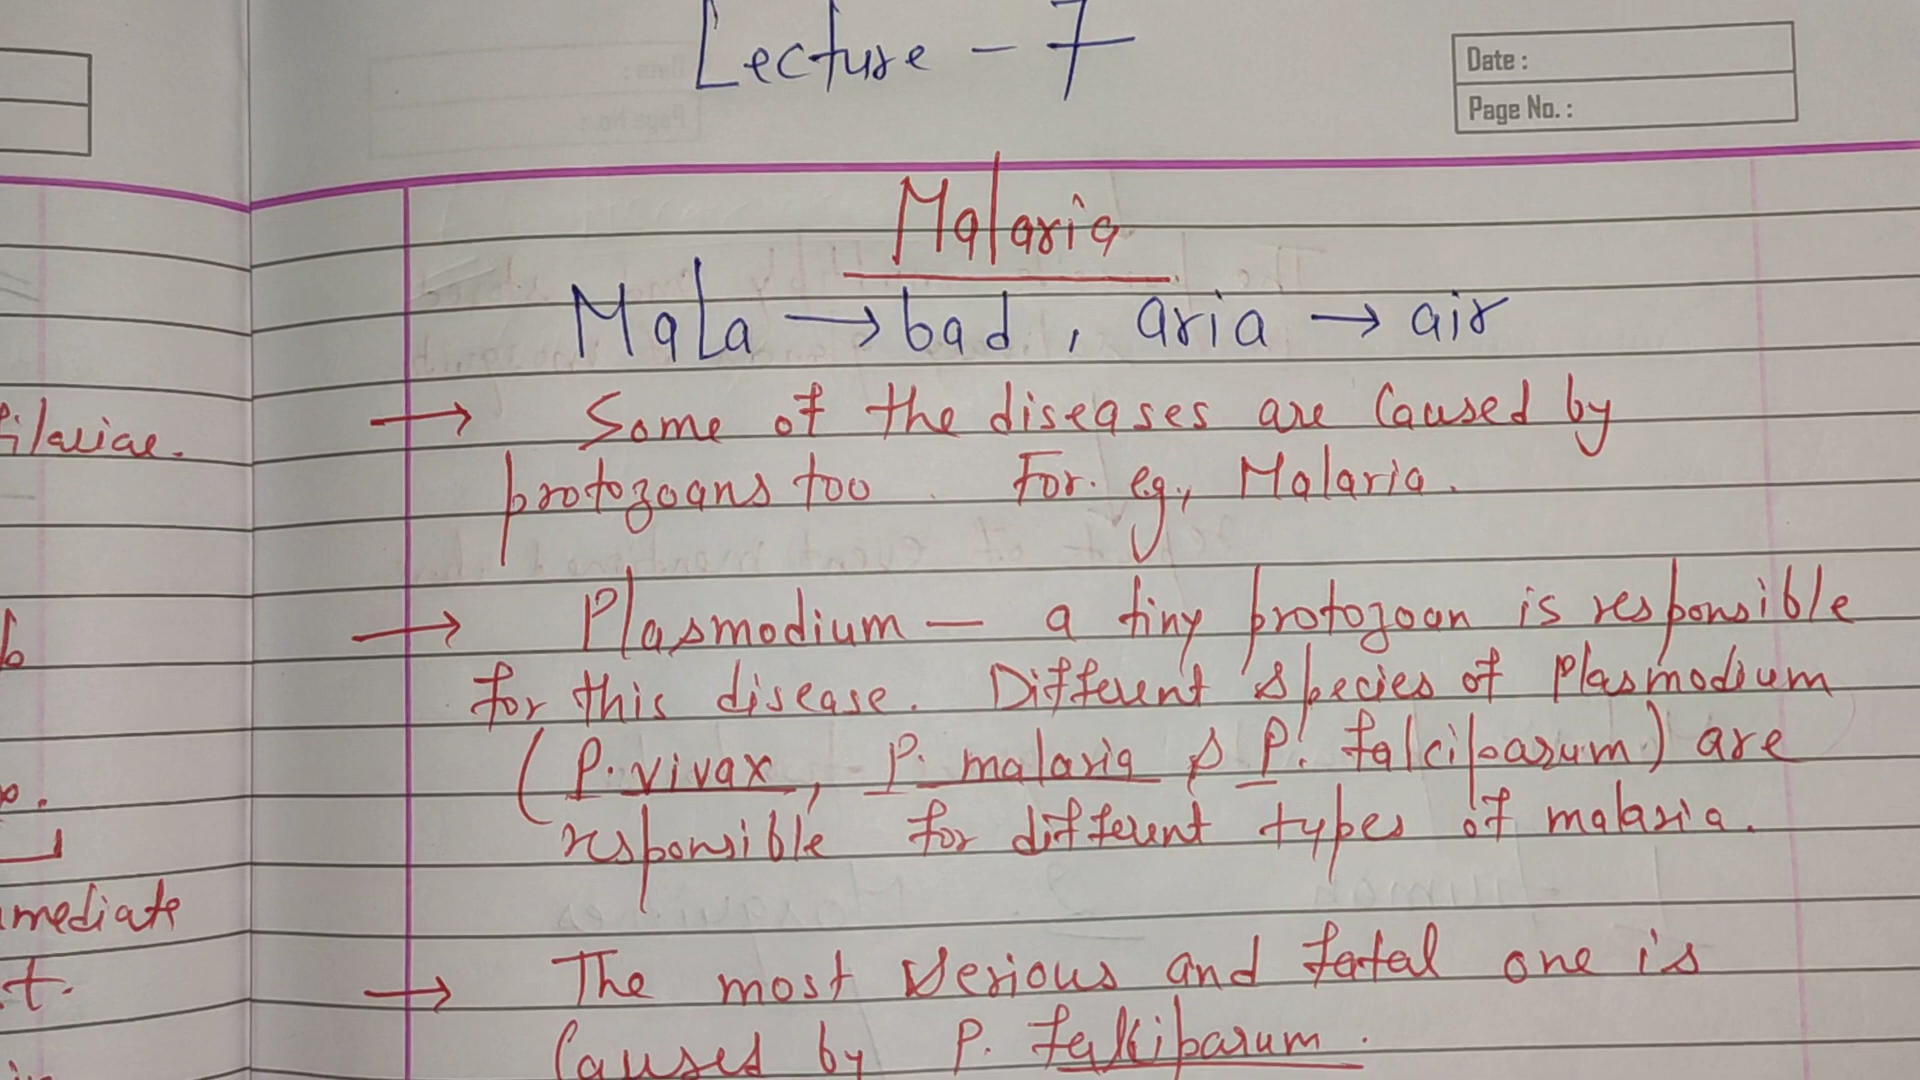 Lecture - 7
Date :
Page No. :
Malaria
Mala → bad , aria → air
→ Some of the diseases are caused by
protozoans too . For. eg., Malaria.
→ Plasmodium — a tiny protozoan is responsible
for this disease. Different species of Plasmodium
(P. vivax, P. malaria & P. falciparum) are
responsible for different types of malaria.
→ The most serious and fatal one is
Caused by P. falkiparum.
filariae.
mediate
t.